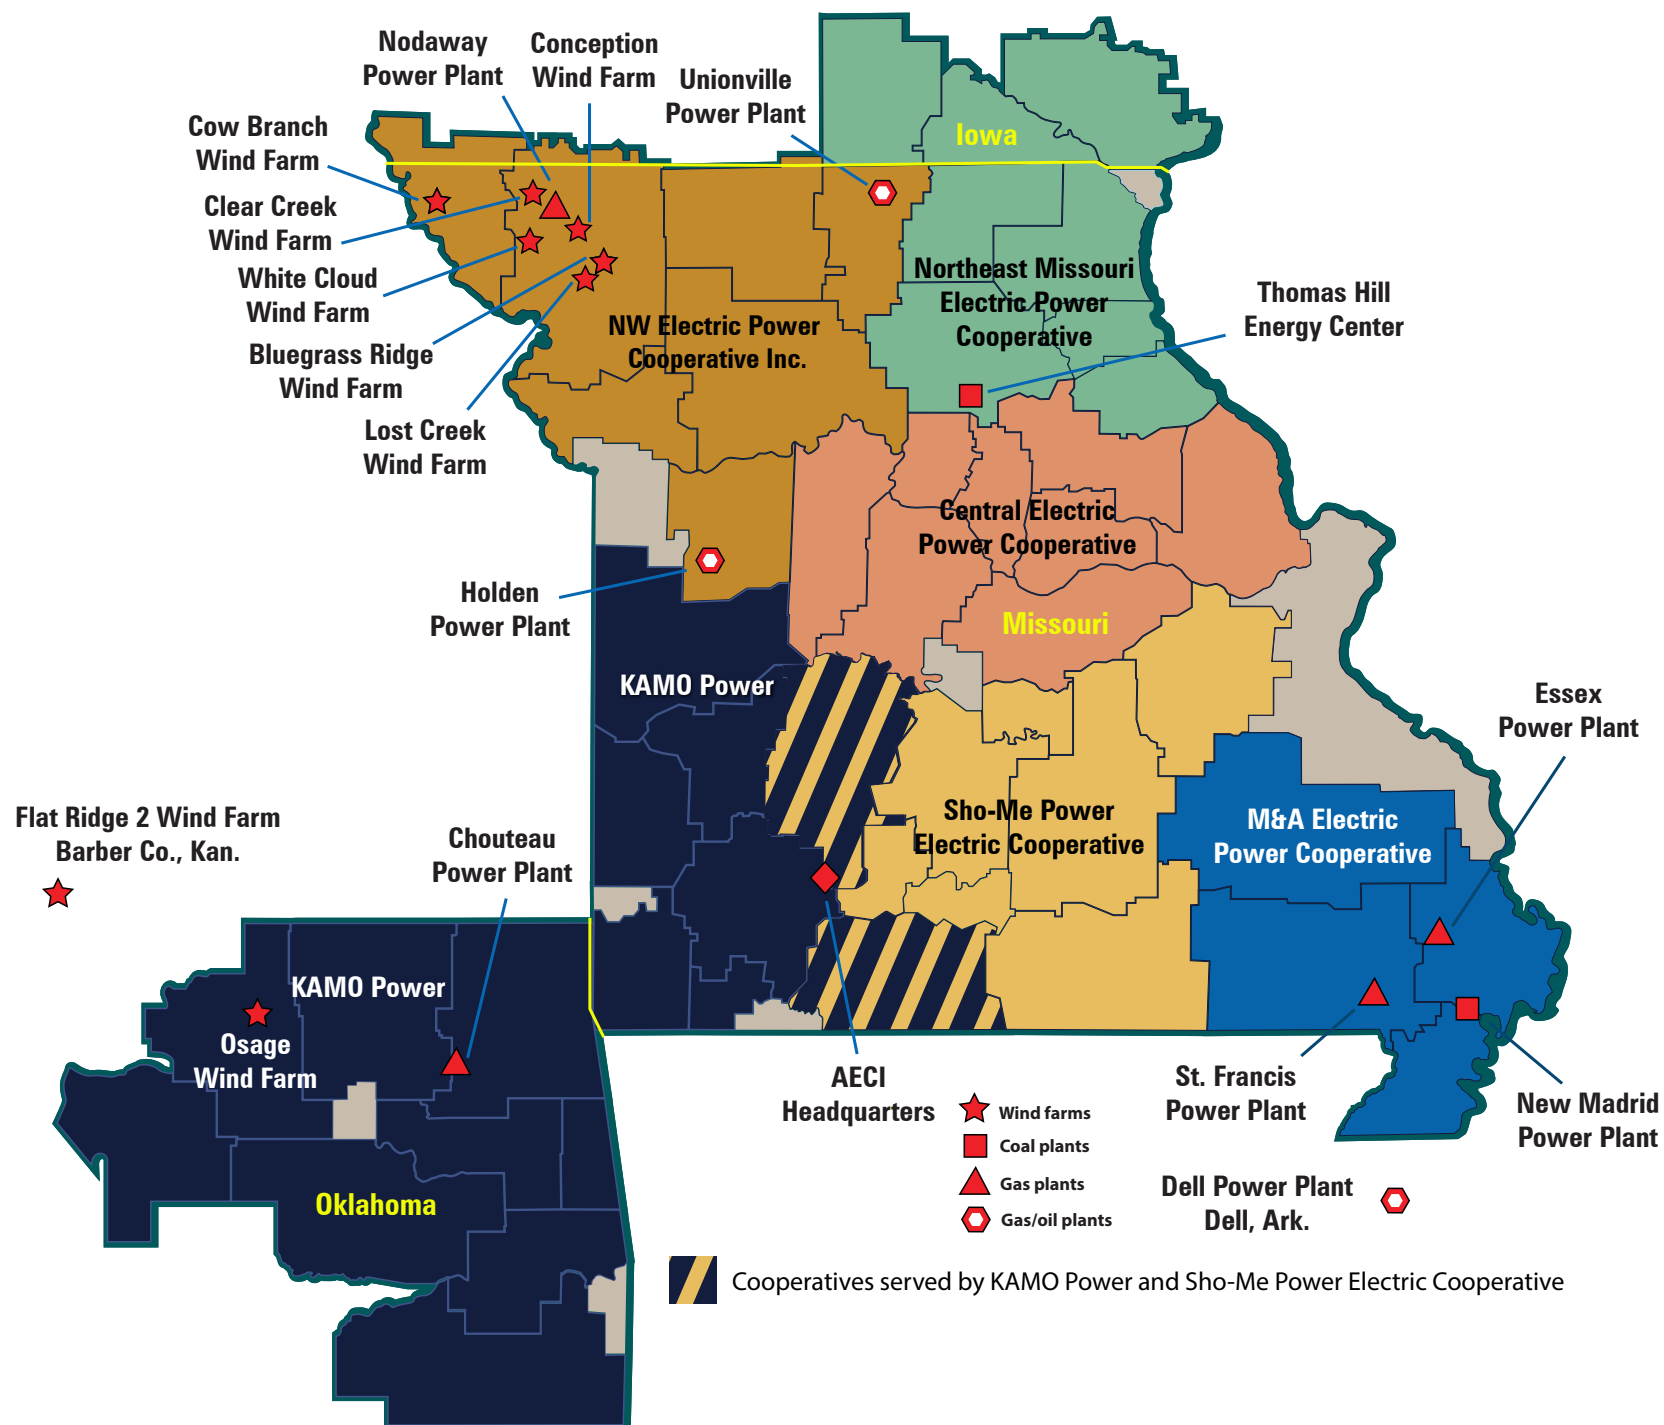 Nodaway
Power Plant
Conception
Wind Farm
Unionville
Power Plant
Cow Branch
Wind Farm
Iowa
Clear Creek
Wind Farm
White Cloud
Wind Farm
Northeast Missouri
Electric Power
Cooperative
Thomas Hill
Energy Center
NW Electric Power
Cooperative Inc.
Bluegrass Ridge
Wind Farm
Lost Creek
Wind Farm
Central Electric
Power Cooperative
Holden
Power Plant
Missouri
KAMO Power
Essex
Power Plant
Sho-Me Power
Electric Cooperative
M&A Electric
Power Cooperative
Flat Ridge 2 Wind Farm
Barber Co., Kan.
Chouteau
Power Plant
KAMO Power
Osage
Wind Farm
AECI
Headquarters
St. Francis
Power Plant
New Madrid
Power Plant
Wind farms
Coal plants
Gas plants
Gas/oil plants
Dell Power Plant
Dell, Ark.
Oklahoma
Cooperatives served by KAMO Power and Sho-Me Power Electric Cooperative